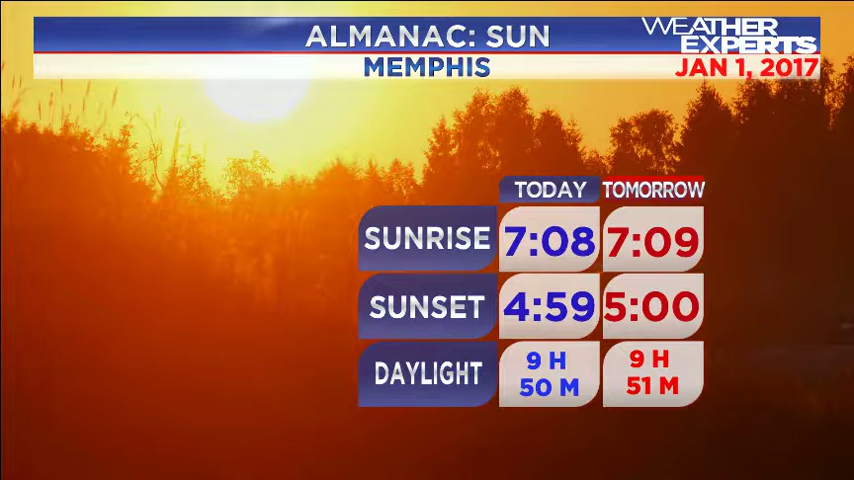 ALMANAC: SUN
WEATHER
EXPERTS
MEMPHIS
JAN 1, 2017
TODAY TOMORROW
SUNRISE 7:08 7:09
SUNSET 4:59 5:00
DAYLIGHT 9 H 50 M 9 H 51 M